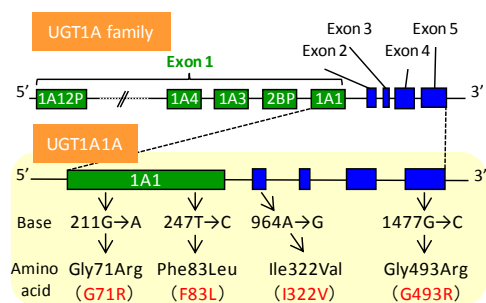 UGT1A family
Exon 3
Exon 5
Exon 2
Exon 4
Exon 1
5′
1A12P
1A4
1A3
2BP
1A1
3′
UGT1A1A
5′
1A1
3′
Base
211G→A
247T→C
964A→G
1477G→C
Amino acid
Gly71Arg
Phe83Leu
Ile322Val
Gly493Arg
(G71R)
(F83L)
(I322V)
(G493R)